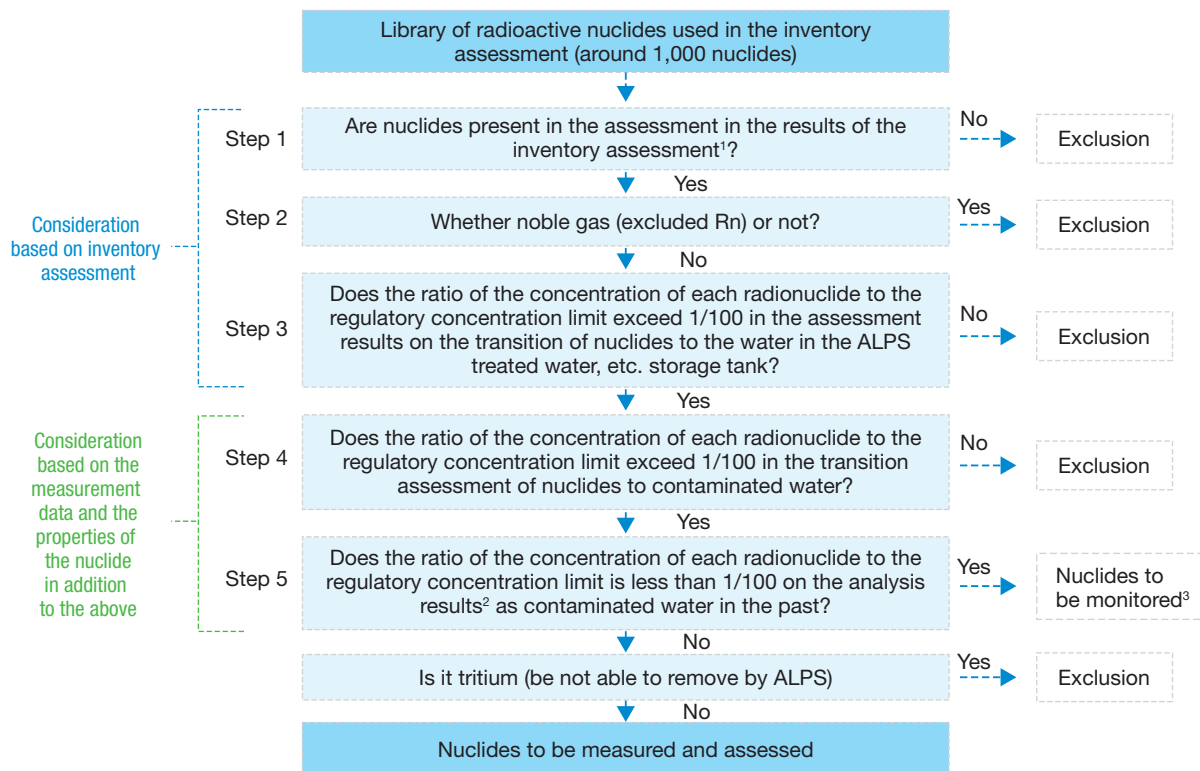 Library of radioactive nuclides used in the inventory
assessment (around 1,000 nuclides)
Step 1
Are nuclides present in the assessment in the results of the
inventory assessment¹?
No
Exclusion
Yes
Consideration
based on inventory
assessment
Step 2
Whether noble gas (excluded Rn) or not?
Yes
Exclusion
No
Step 3
Does the ratio of the concentration of each radionuclide to the
regulatory concentration limit exceed 1/100 in the assessment
results on the transition of nuclides to the water in the ALPS
treated water, etc. storage tank?
No
Exclusion
Yes
Consideration
based on the
measurement
data and the
properties of
the nuclide
in addition
to the above
Step 4
Does the ratio of the concentration of each radionuclide to the
regulatory concentration limit exceed 1/100 in the transition
assessment of nuclides to contaminated water?
No
Exclusion
Yes
Step 5
Does the ratio of the concentration of each radionuclide to the
regulatory concentration limit is less than 1/100 on the analysis
results² as contaminated water in the past?
Yes
Nuclides to
be monitored³
No
Is it tritium (be not able to remove by ALPS)
Yes
Exclusion
No
Nuclides to be measured and assessed